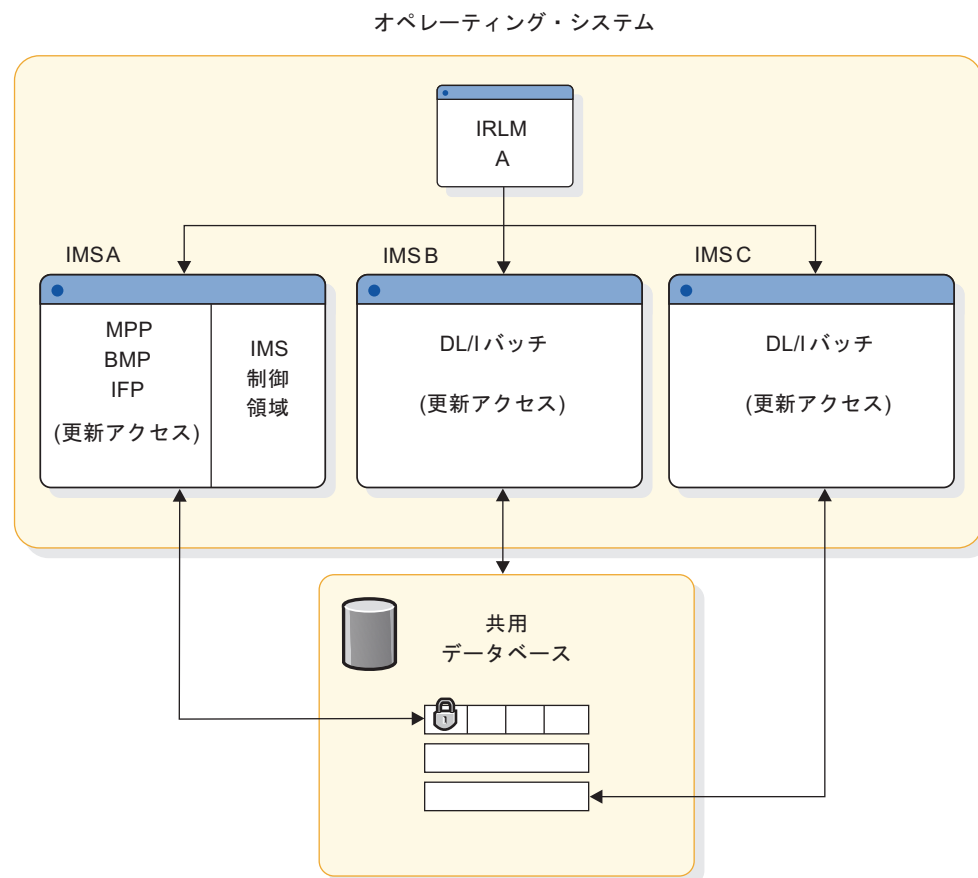 オペレーティング・システム
IRLM
A
IMSA
IMSB
IMSC
MPP
BMP
IFP
(更新アクセス)
IMS
制御
領域
DL/Iバッチ
(更新アクセス)
DL/Iバッチ
(更新アクセス)
共用
データベース